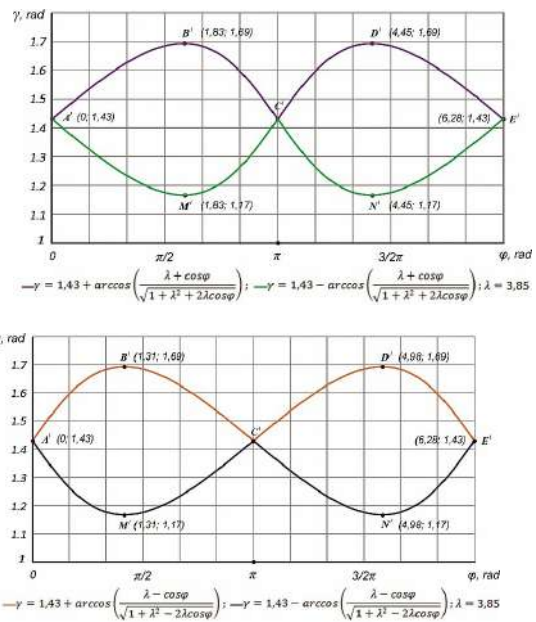 γ, rad
1.7
1.6
1.5
1.4
1.3
1.2
1.1
1
B' (1,83; 1,69)
D' (4,45; 1,69)
A' (0; 1,43)
C'
(6,28; 1,43) E'
M' (1,83; 1,17)
N' (4,45; 1,17)
0 π/2 π 3/2π φ, rad
γ = 1,43 + arccos((λ + cosφ)/√(1 + λ² + 2λcosφ)); γ = 1,43 − arccos((λ + cosφ)/√(1 + λ² + 2λcosφ)); λ = 3,85
, rad
1.7
1.6
1.5
1.4
1.3
1.2
1.1
1
B' (1,31; 1,69)
D' (4,98; 1,69)
A' (0; 1,43)
C'
(6,28; 1,43) E'
M' (1,31; 1,17)
N' (4,98; 1,17)
0 π/2 π 3/2π φ, rad
γ = 1,43 + arccos((λ − cosφ)/√(1 + λ² − 2λcosφ)); γ = 1,43 − arccos((λ − cosφ)/√(1 + λ² − 2λcosφ)); λ = 3,85